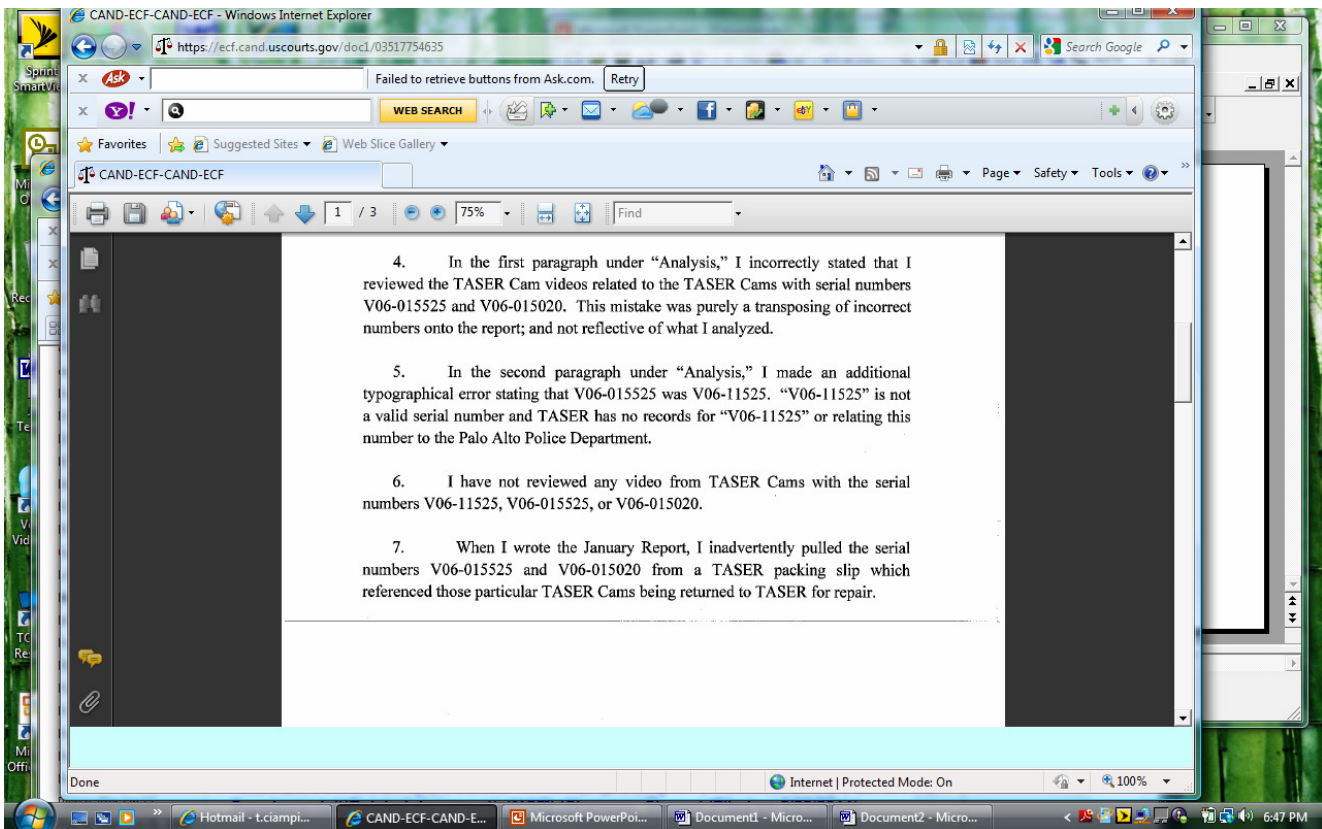 CAND-ECF-CAND-ECF - Windows Internet Explorer
https://ecf.cand.uscourts.gov/doc1/03517754635
Search Google
Sprint
x Ask
Failed to retrieve buttons from Ask.com. Retry
x Y!
WEB SEARCH
Favorites Suggested Sites Web Slice Gallery
CAND-ECF-CAND-ECF
Page Safety Tools
1 / 3 75% Find
4. In the first paragraph under “Analysis,” I incorrectly stated that I
reviewed the TASER Cam videos related to the TASER Cams with serial numbers
V06-015525 and V06-015020. This mistake was purely a transposing of incorrect
numbers onto the report; and not reflective of what I analyzed.
5. In the second paragraph under “Analysis,” I made an additional
typographical error stating that V06-015525 was V06-11525. “V06-11525” is not
a valid serial number and TASER has no records for “V06-11525” or relating this
number to the Palo Alto Police Department.
6. I have not reviewed any video from TASER Cams with the serial
numbers V06-11525, V06-015525, or V06-015020.
7. When I wrote the January Report, I inadvertently pulled the serial
numbers V06-015525 and V06-015020 from a TASER packing slip which
referenced those particular TASER Cams being returned to TASER for repair.
Done
Internet | Protected Mode: On
100%
Hotmail - t.ciampi...
CAND-ECF-CAND-E...
Microsoft PowerPoi...
Document1 - Micro...
Document2 - Micro...
6:47 PM